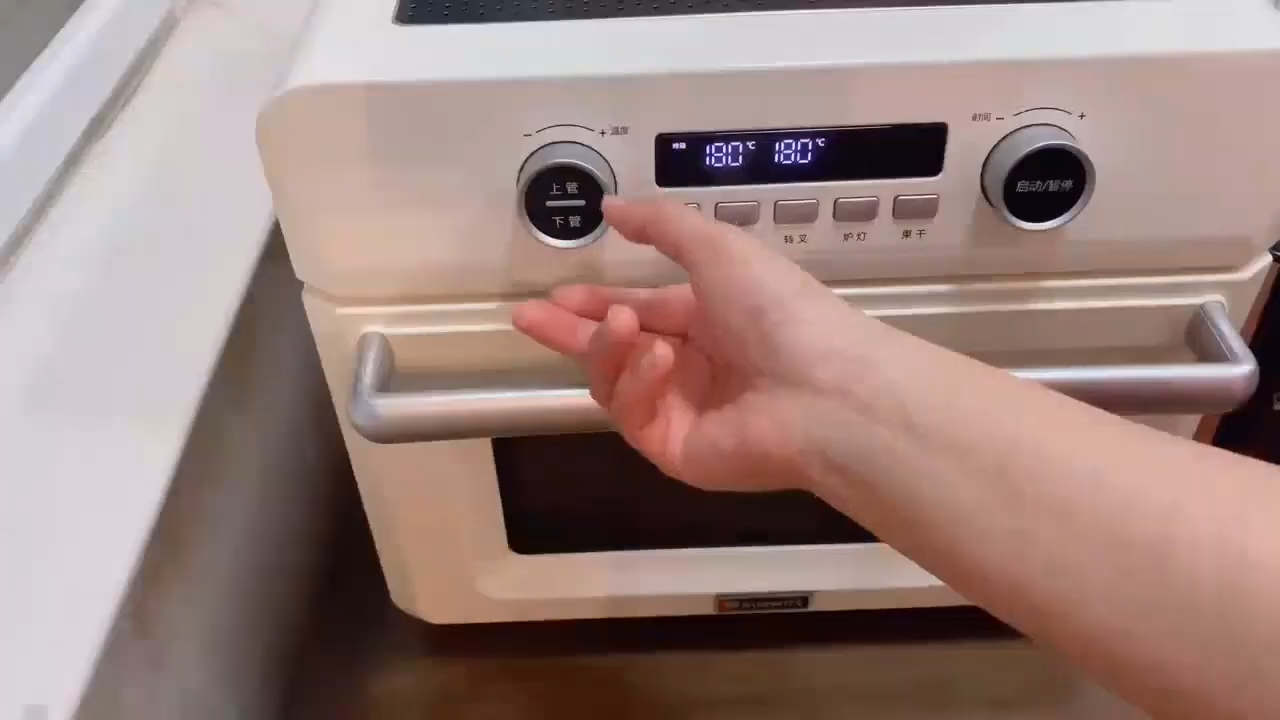 − + 温度
180℃ 180℃
时间 − +
上管
下管
启动/暂停
转叉 炉灯 果干